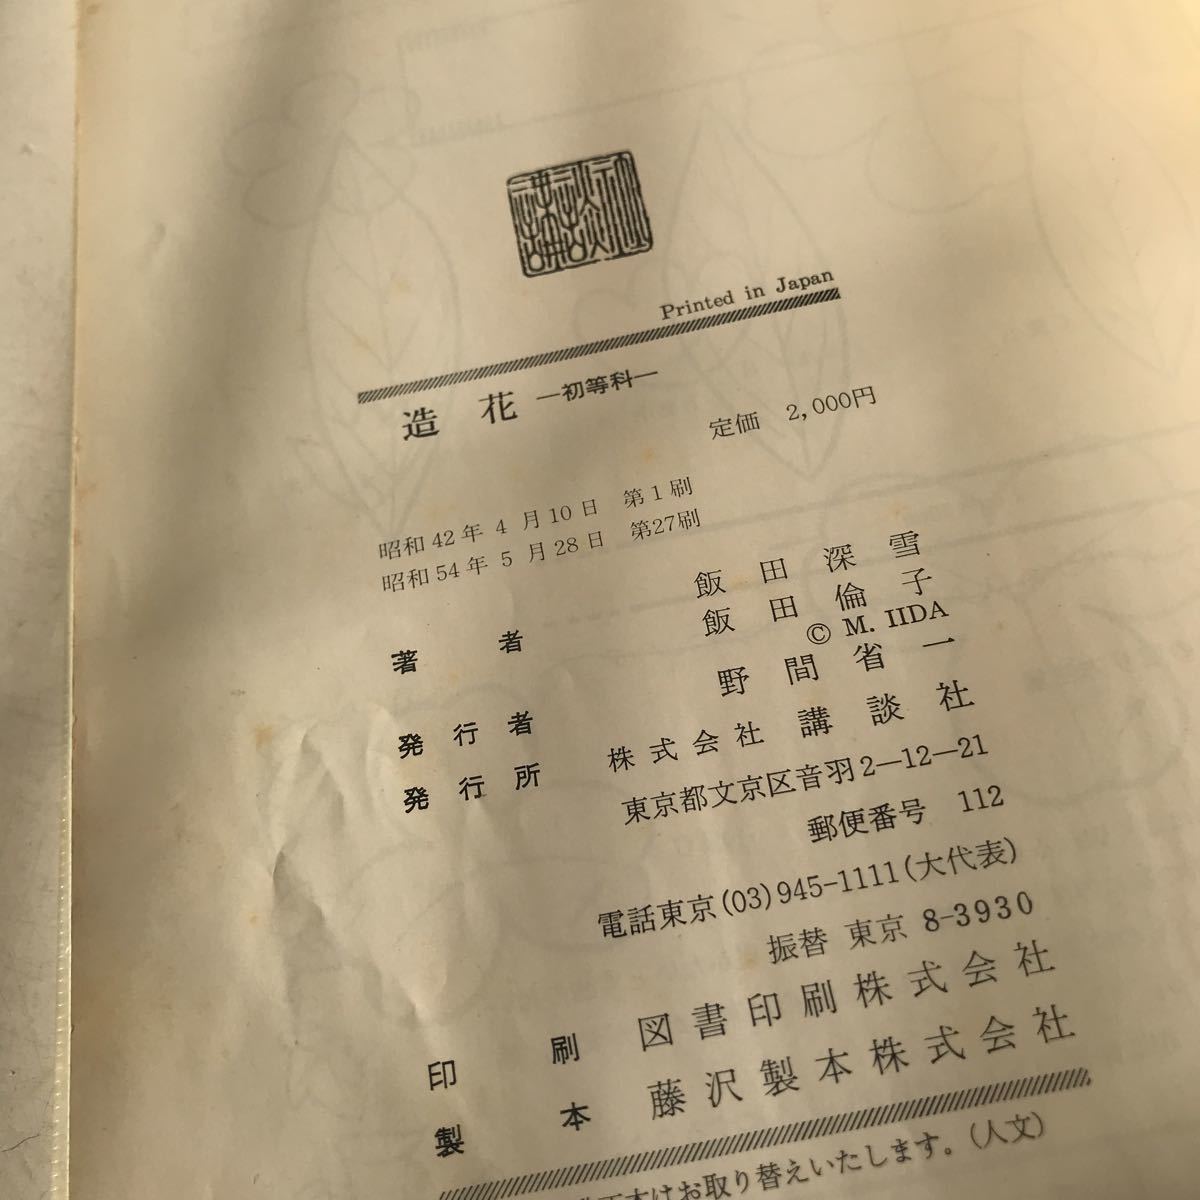 講談社
Printed in Japan
造花 ―初等科―
定価 2,000円
昭和42年4月10日 第1刷
昭和54年5月28日 第27刷
著者 飯田深雪
飯田倫子
© M. IIDA
発行者 野間省一
発行所 株式会社 講談社
東京都文京区音羽2―12―21
郵便番号 112
電話東京(03)945-1111(大代表)
振替 東京 8-3930
印刷 図書印刷株式会社
製本 藤沢製本株式会社
本はお取り替えいたします。(人文)